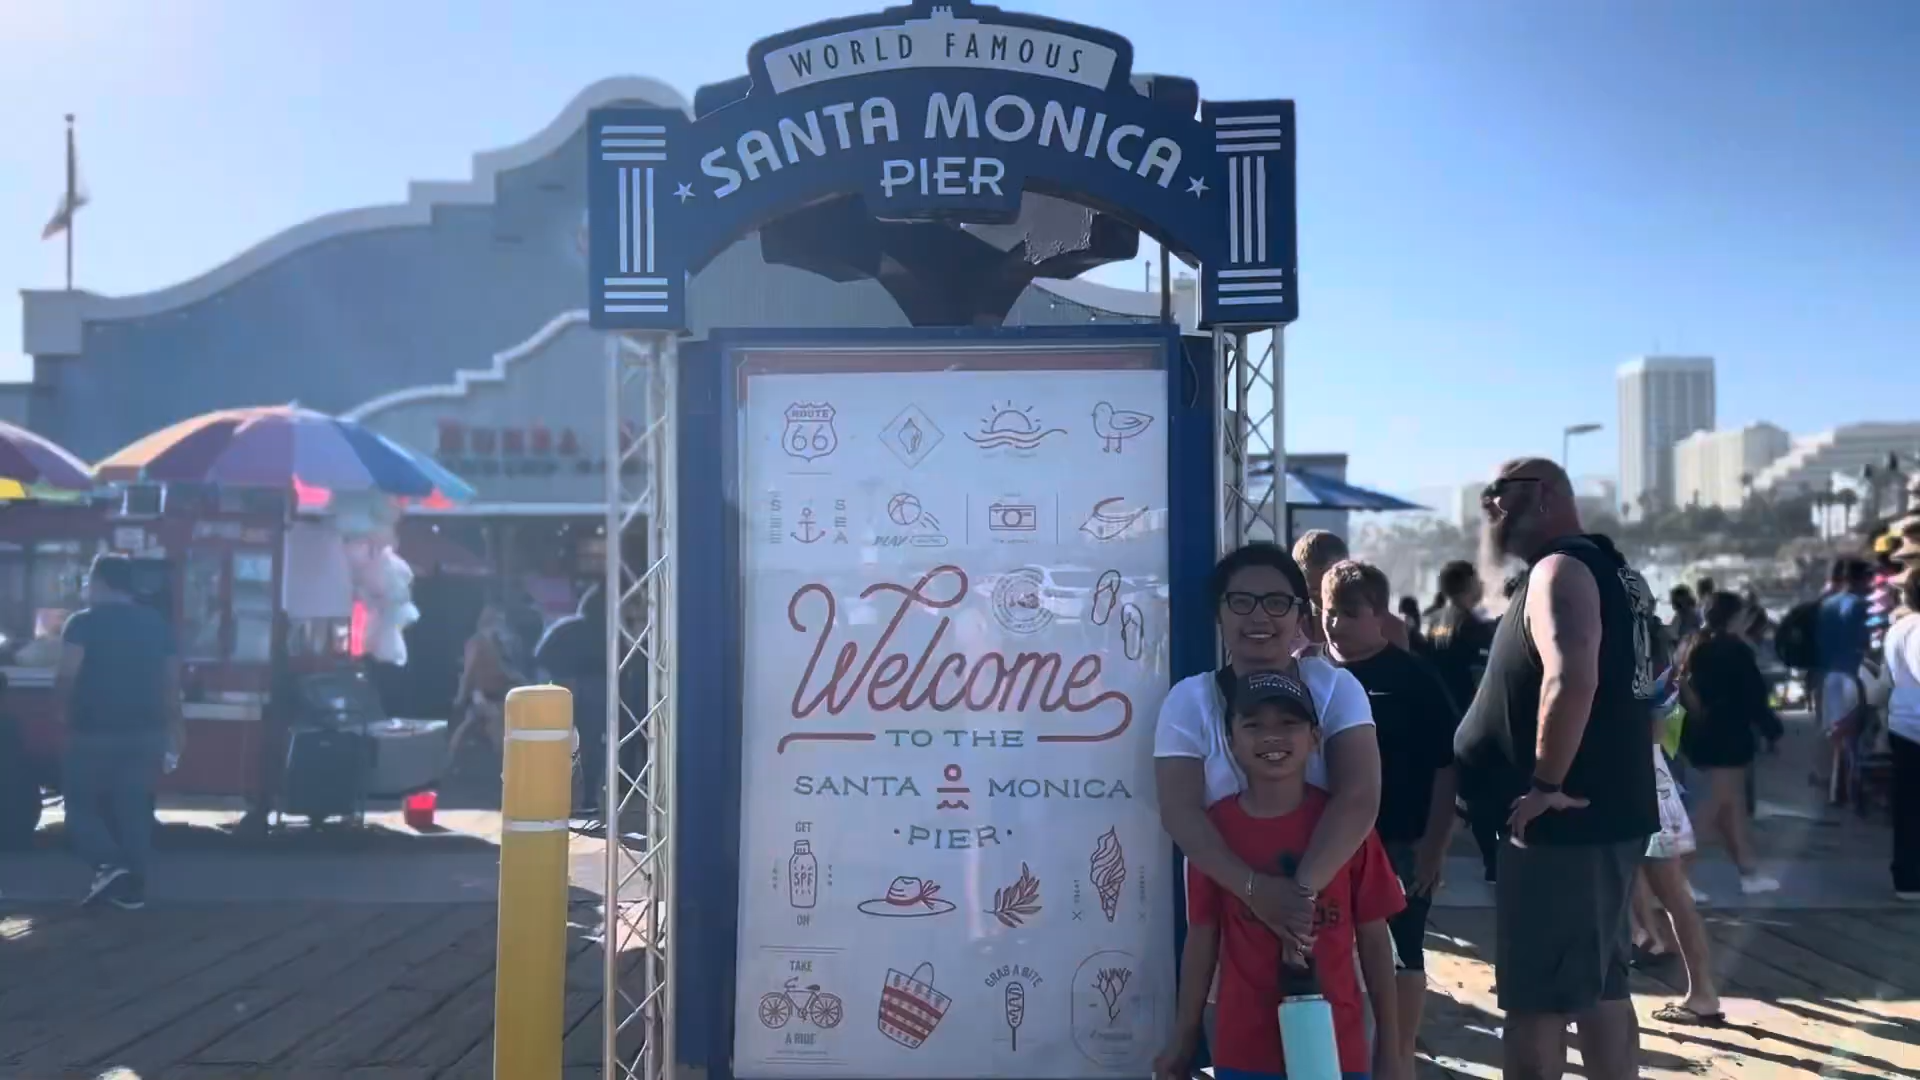 WORLD FAMOUS
SANTA MONICA
PIER
ROUTE
66
SEE
SEA
PLAY
Welcome
TO THE
SANTA MONICA
PIER
GET
SPF
ON
TAKE
A RIDE
GRAB A BITE